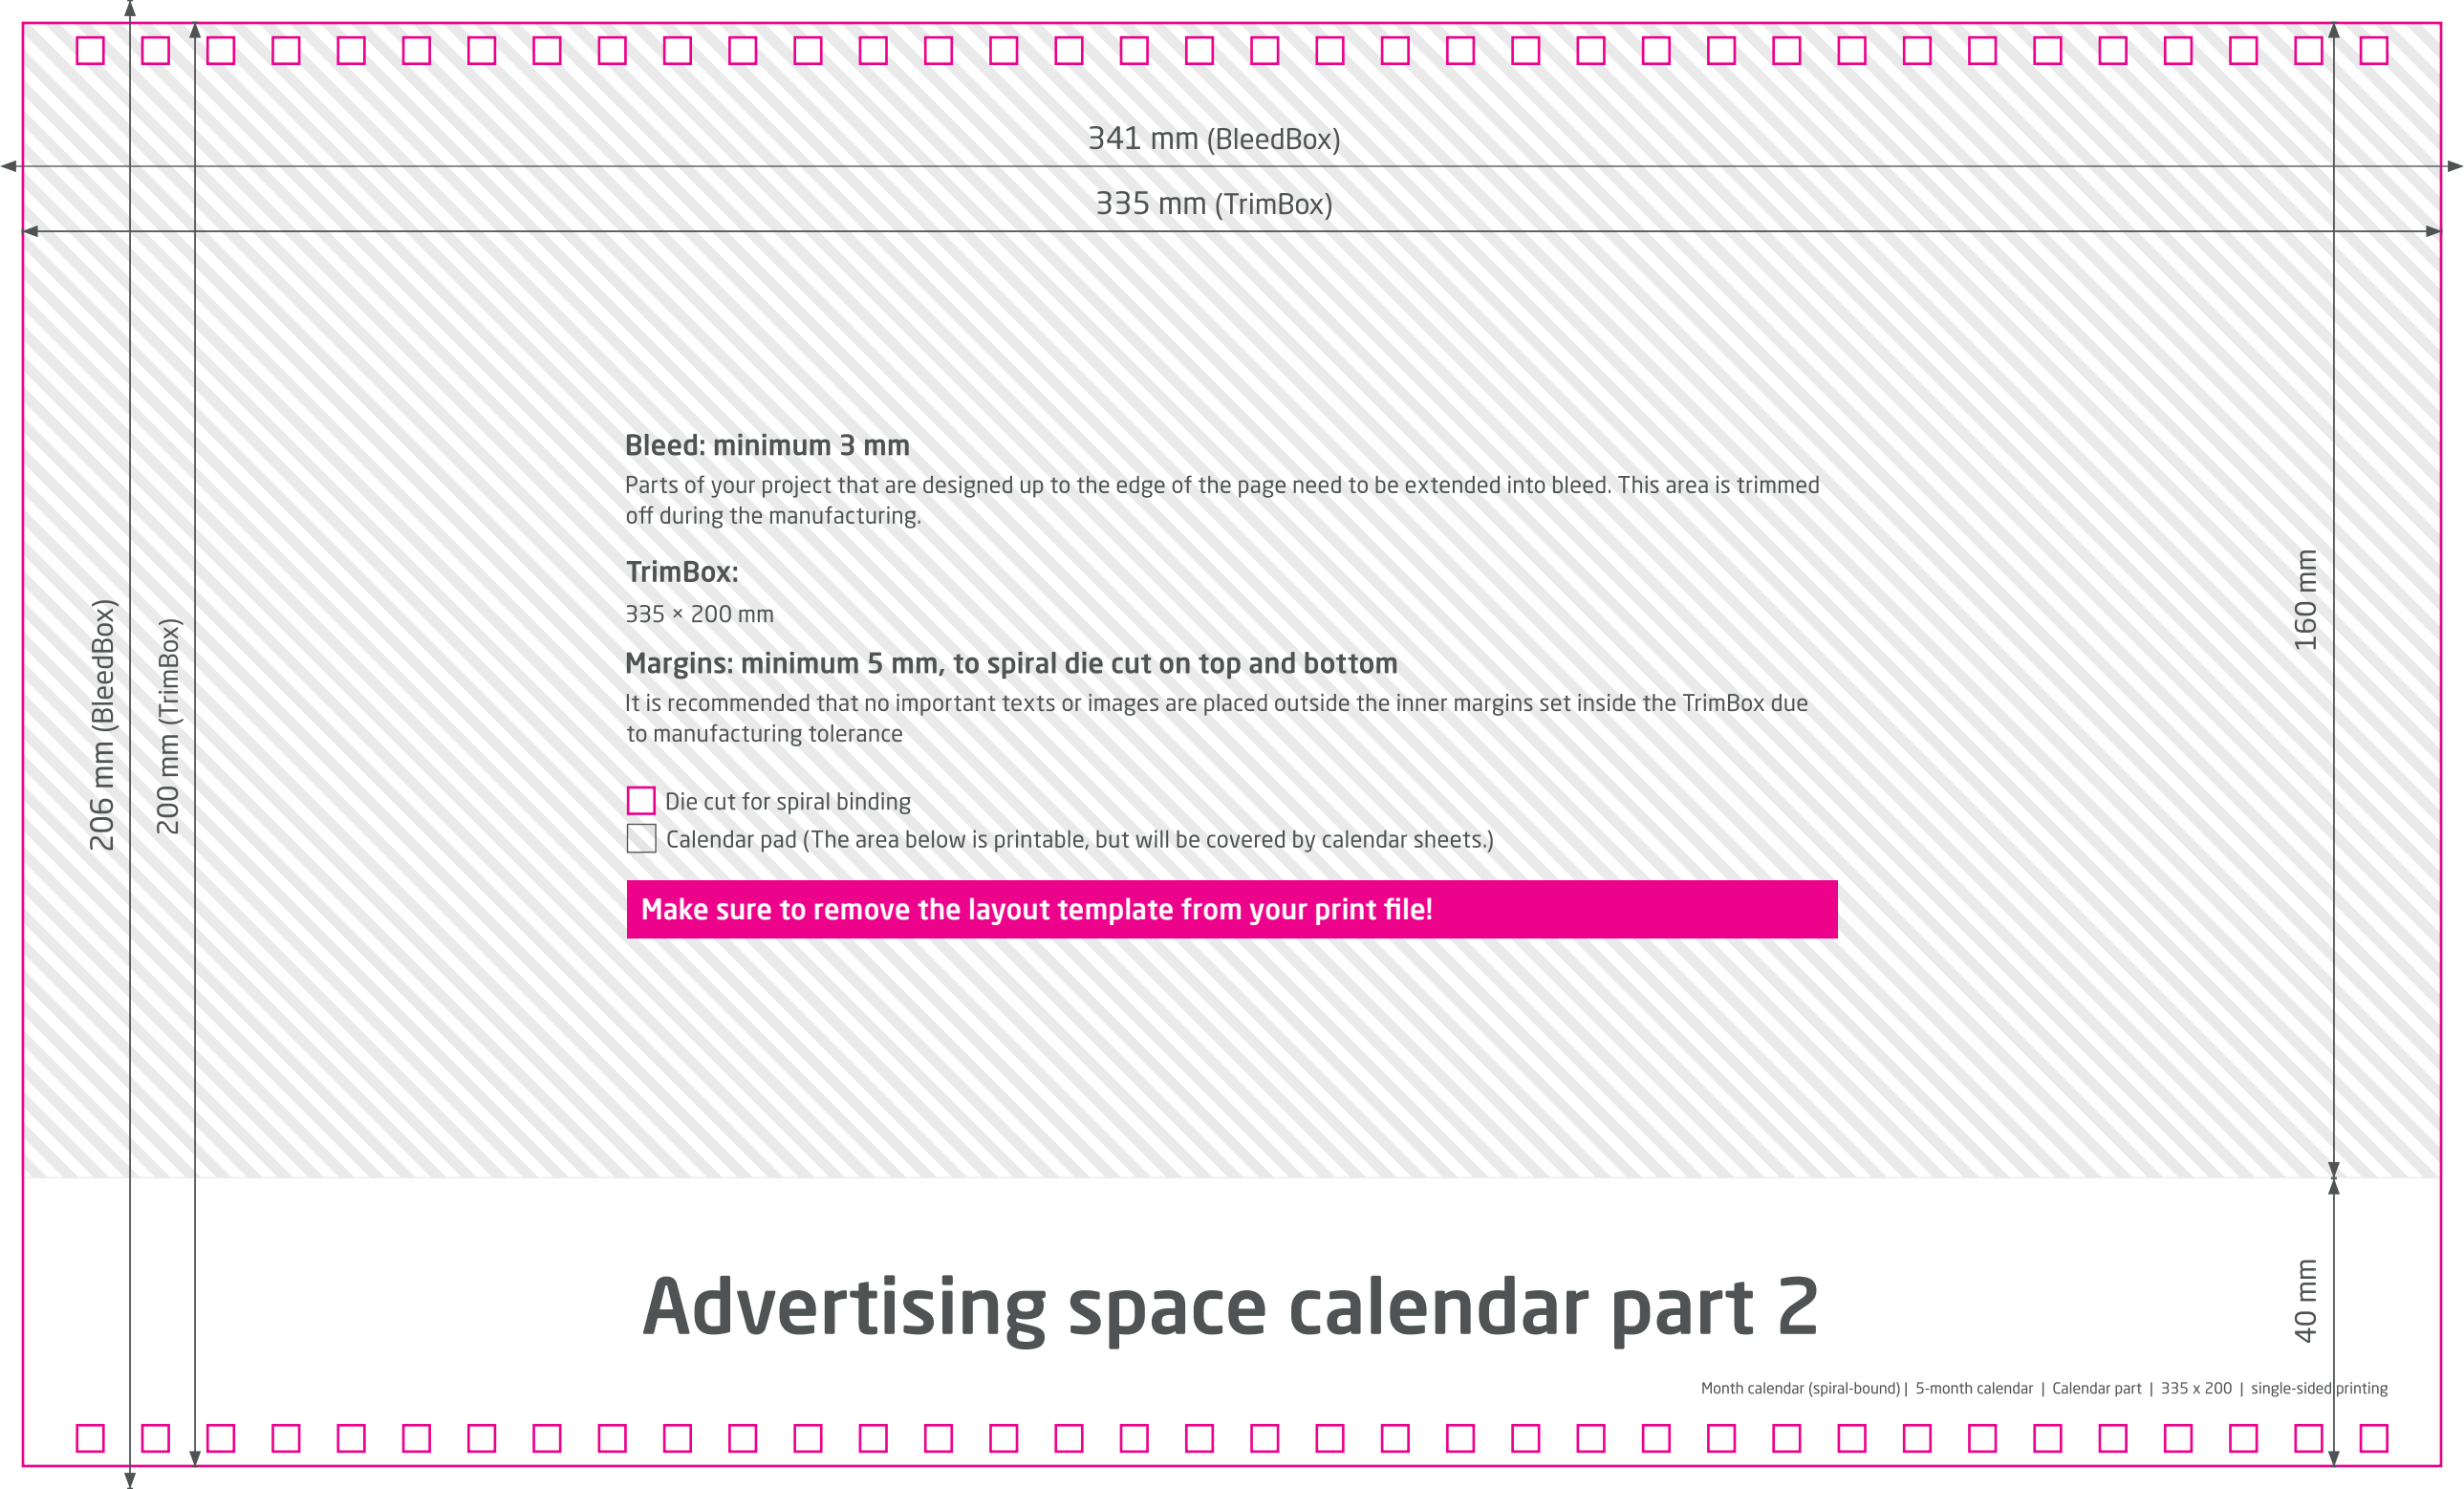 341 mm (BleedBox)
335 mm (TrimBox)
206 mm (BleedBox)
200 mm (TrimBox)
Bleed: minimum 3 mm
Parts of your project that are designed up to the edge of the page need to be extended into bleed. This area is trimmed
off during the manufacturing.
TrimBox:
335 × 200 mm
Margins: minimum 5 mm, to spiral die cut on top and bottom
It is recommended that no important texts or images are placed outside the inner margins set inside the TrimBox due
to manufacturing tolerance
Die cut for spiral binding
Calendar pad (The area below is printable, but will be covered by calendar sheets.)
Make sure to remove the layout template from your print file!
160 mm
40 mm
Advertising space calendar part 2
Month calendar (spiral-bound) | 5-month calendar | Calendar part | 335 x 200 | single-sided printing